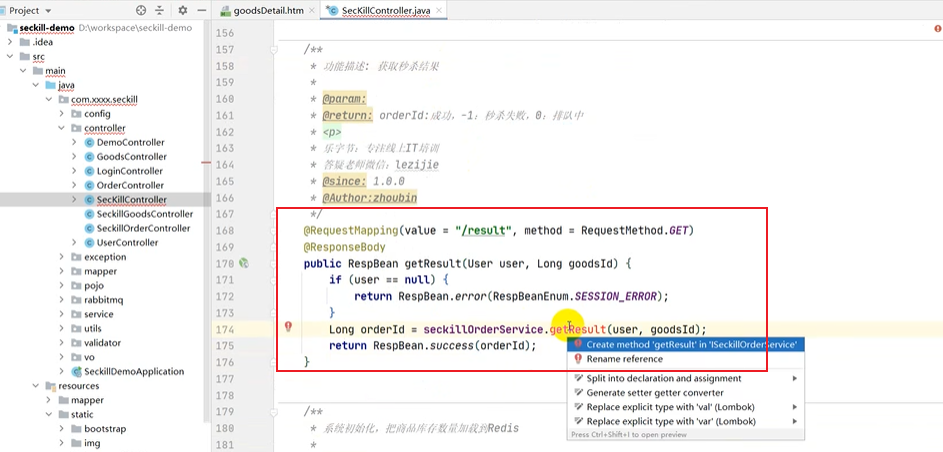 Project
goodsDetail.htm
SecKillController.java
seckill-demo D:\workspace\seckill-demo
.idea
src
main
java
com.xxxx.seckill
config
controller
DemoController
GoodsController
LoginController
OrderController
SecKillController
SeckillGoodsController
SeckillOrderController
UserController
exception
mapper
pojo
rabbitmq
service
utils
validator
vo
SeckillDemoApplication
resources
mapper
static
bootstrap
img
156
157 /**
158 * 功能描述: 获取秒杀结果
159 *
160 * @param:
161 * @return: orderId:成功，-1：秒杀失败，0：排队中
162 * <p>
163 * 乐字节：专注线上IT培训
164 * 答疑老师微信：lezijie
165 * @since: 1.0.0
166 * @Author:zhoubin
167 */
168 @RequestMapping(value = "/result", method = RequestMethod.GET)
169 @ResponseBody
170 public RespBean getResult(User user, Long goodsId) {
171 if (user == null) {
172 return RespBean.error(RespBeanEnum.SESSION_ERROR);
173 }
174 Long orderId = seckillOrderService.getResult(user, goodsId);
175 return RespBean.success(orderId);
176 }
177
178
179 /**
180 * 系统初始化，把商品库存数量加载到Redis
181 *
Create method 'getResult' in 'ISeckillOrderService'
Rename reference
Split into declaration and assignment
Generate setter getter converter
Replace explicit type with 'val' (Lombok)
Replace explicit type with 'var' (Lombok)
Press Ctrl+Shift+I to open preview